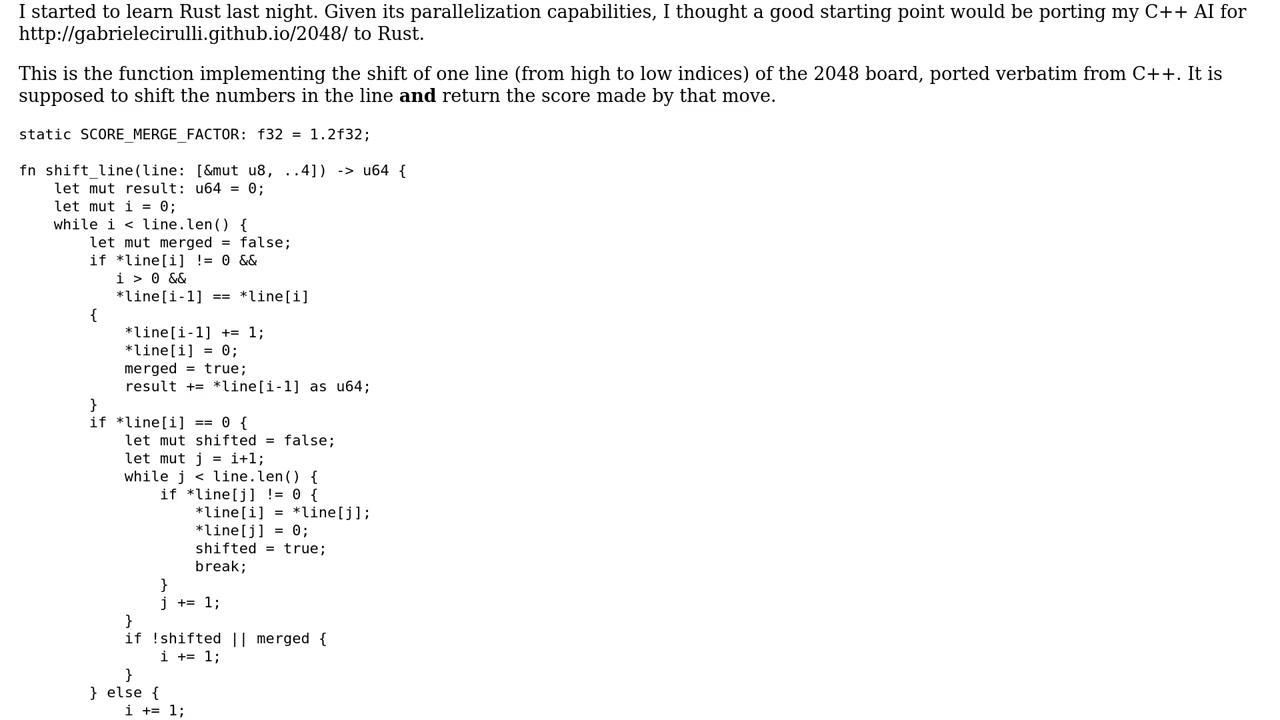 I started to learn Rust last night. Given its parallelization capabilities, I thought a good starting point would be porting my C++ AI for
http://gabrielecirulli.github.io/2048/ to Rust.
This is the function implementing the shift of one line (from high to low indices) of the 2048 board, ported verbatim from C++. It is
supposed to shift the numbers in the line and return the score made by that move.
static SCORE_MERGE_FACTOR: f32 = 1.2f32;
fn shift_line(line: [&mut u8, ..4]) -> u64 {
    let mut result: u64 = 0;
    let mut i = 0;
    while i < line.len() {
        let mut merged = false;
        if *line[i] != 0 &&
           i > 0 &&
           *line[i-1] == *line[i]
        {
            *line[i-1] += 1;
            *line[i] = 0;
            merged = true;
            result += *line[i-1] as u64;
        }
        if *line[i] == 0 {
            let mut shifted = false;
            let mut j = i+1;
            while j < line.len() {
                if *line[j] != 0 {
                    *line[i] = *line[j];
                    *line[j] = 0;
                    shifted = true;
                    break;
                }
                j += 1;
            }
            if !shifted || merged {
                i += 1;
            }
        } else {
            i += 1;